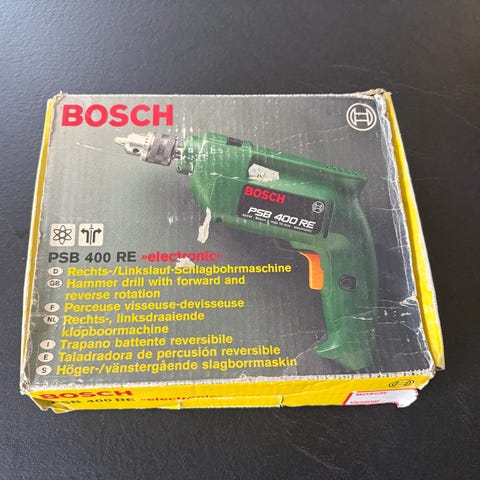 BOSCH
BOSCH
PSB 400 RE
PSB 400 RE »electronic«
D Rechts-/Linkslauf-Schlagbohrmaschine
GB Hammer drill with forward and
reverse rotation
F Perceuse visseuse-devisseuse
NL Rechts-, linksdraaiende
klopboormachine
I Trapano battente reversibile
E Taladradora de percusión reversible
S Höger-/vänstergående slagborrmaskin
BOSCH
PSB 400 RE »electronic«
BOSCH